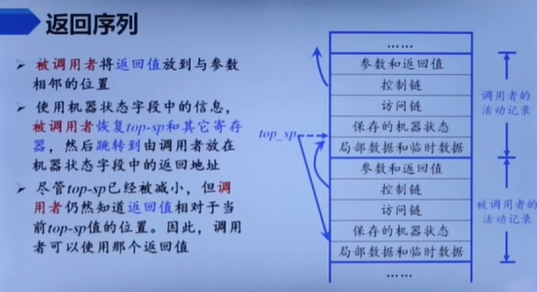 返回序列
被调用者将返回值放到与参数
相邻的位置
使用机器状态字段中的信息，
被调用者恢复top-sp和其它寄存
器，然后跳转到由调用者放在
机器状态字段中的返回地址
尽管top-sp已经被减小，但调
用者仍然知道返回值相对于当
前top-sp值的位置。因此，调用
者可以使用那个返回值
……
参数和返回值
控制链
访问链
保存的机器状态
局部数据和临时数据
参数和返回值
控制链
访问链
保存的机器状态
局部数据和临时数据
……
top_sp
调用者的
活动记录
被调用者的
活动记录